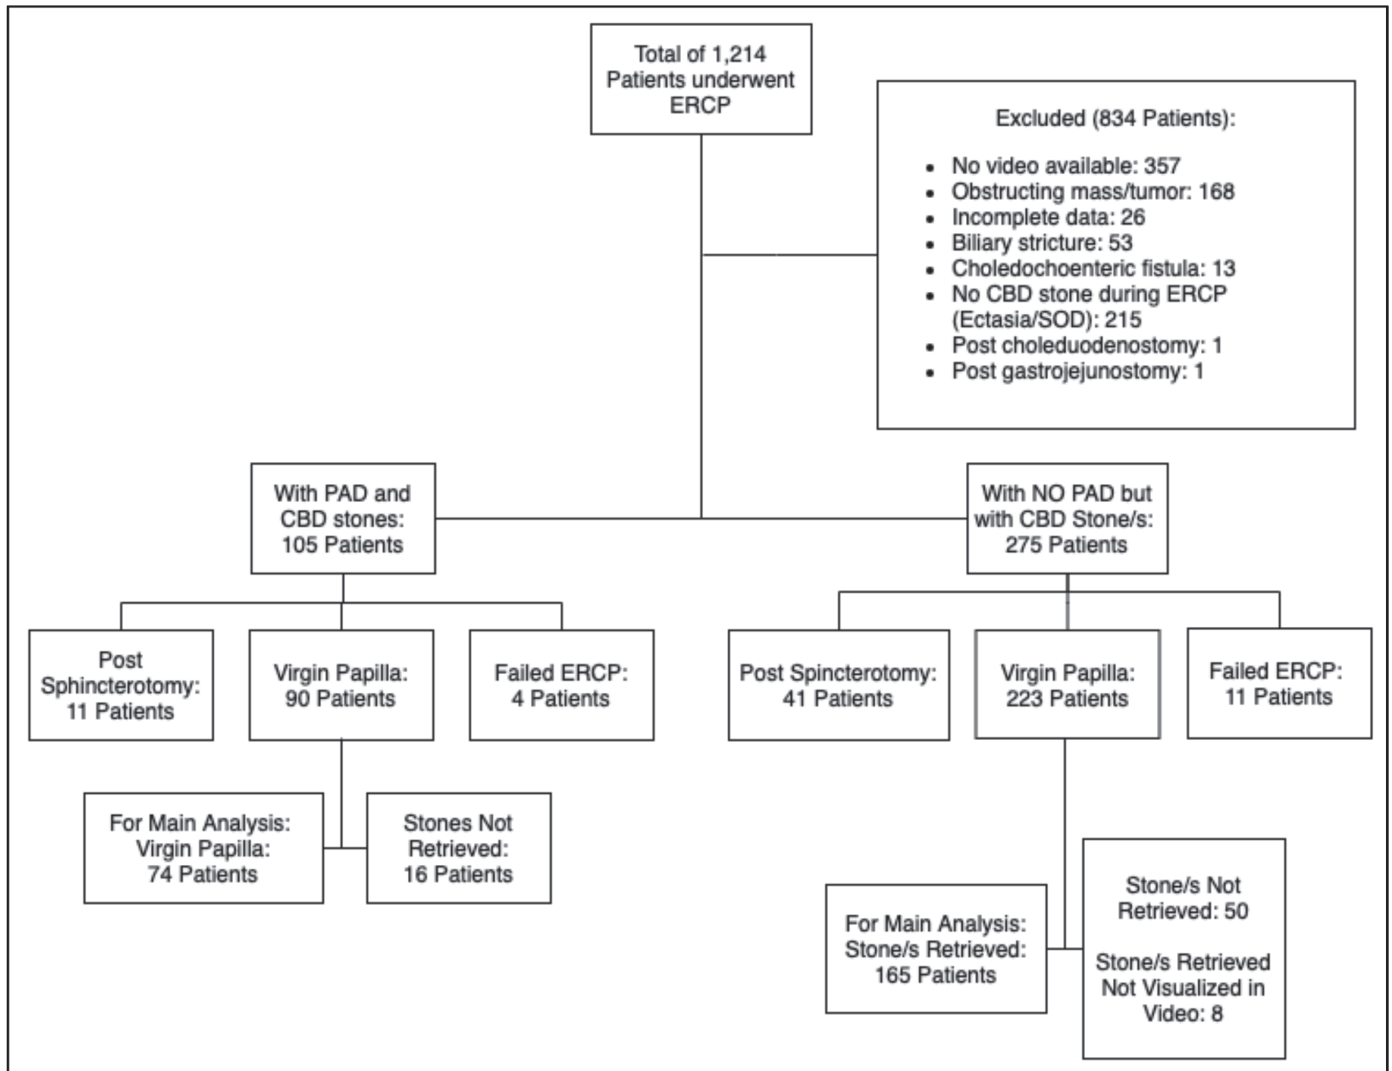 Total of 1,214
Patients underwent
ERCP
Excluded (834 Patients):
• No video available: 357
• Obstructing mass/tumor: 168
• Incomplete data: 26
• Biliary stricture: 53
• Choledochoenteric fistula: 13
• No CBD stone during ERCP
(Ectasia/SOD): 215
• Post choleduodenostomy: 1
• Post gastrojejunostomy: 1
With PAD and
CBD stones:
105 Patients
With NO PAD but
with CBD Stone/s:
275 Patients
Post
Sphincterotomy:
11 Patients
Virgin Papilla:
90 Patients
Failed ERCP:
4 Patients
Post Spincterotomy:
41 Patients
Virgin Papilla:
223 Patients
Failed ERCP:
11 Patients
For Main Analysis:
Virgin Papilla:
74 Patients
Stones Not
Retrieved:
16 Patients
For Main Analysis:
Stone/s Retrieved:
165 Patients
Stone/s Not
Retrieved: 50
Stone/s Retrieved
Not Visualized in
Video: 8